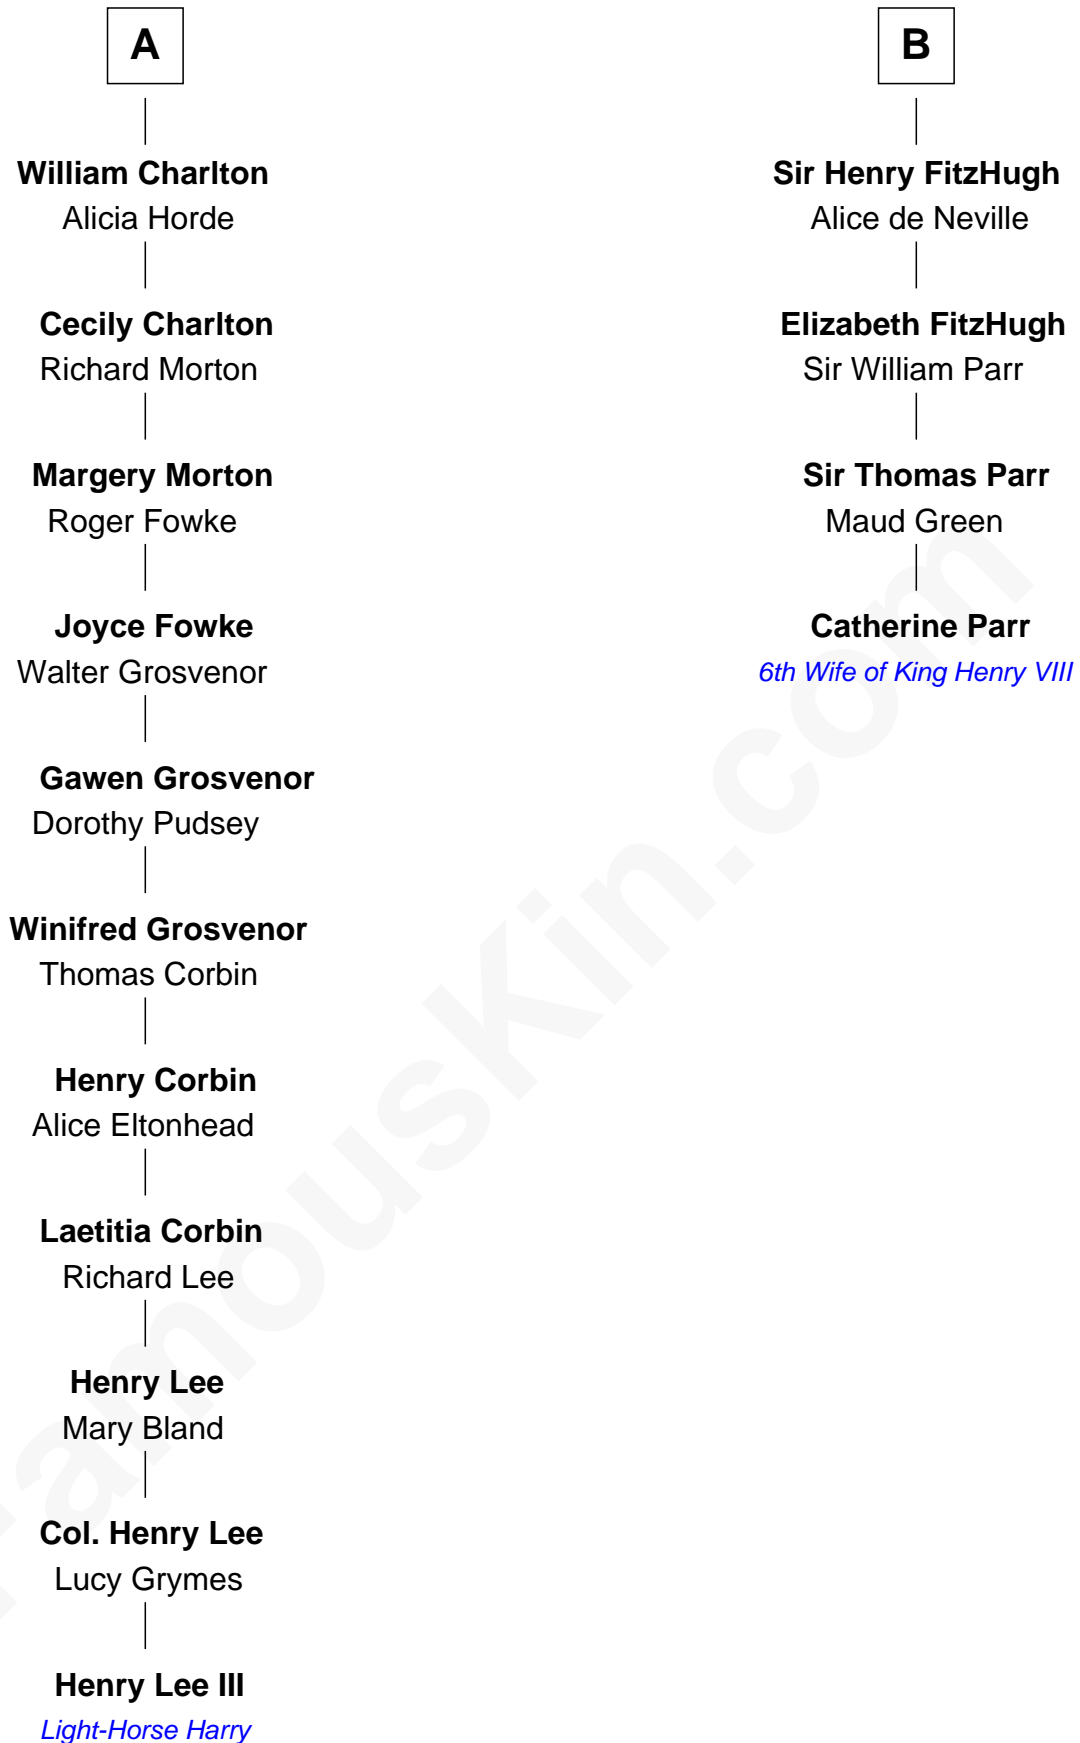 A
William Charlton
Alicia Horde
Cecily Charlton
Richard Morton
Margery Morton
Roger Fowke
Joyce Fowke
Walter Grosvenor
Gawen Grosvenor
Dorothy Pudsey
Winifred Grosvenor
Thomas Corbin
Henry Corbin
Alice Eltonhead
Laetitia Corbin
Richard Lee
Henry Lee
Mary Bland
Col. Henry Lee
Lucy Grymes
Henry Lee III
Light-Horse Harry
B
Sir Henry FitzHugh
Alice de Neville
Elizabeth FitzHugh
Sir William Parr
Sir Thomas Parr
Maud Green
Catherine Parr
6th Wife of King Henry VIII
FamousKin.com